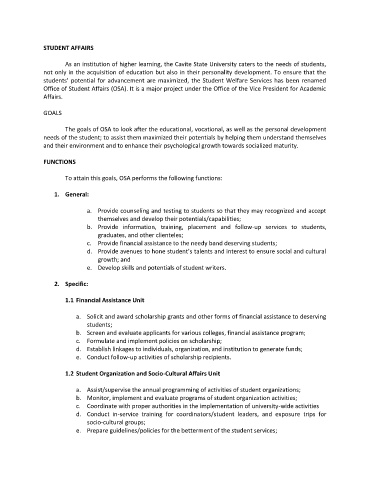 STUDENT AFFAIRS
As an institution of higher learning, the Cavite State University caters to the needs of students,
not only in the acquisition of education but also in their personality development. To ensure that the
students' potential for advancement are maximized, the Student Welfare Services has been renamed
Office of Student Affairs (OSA). It is a major project under the Office of the Vice President for Academic
Affairs.
GOALS
The goals of OSA to look after the educational, vocational, as well as the personal development
needs of the student; to assist them maximized their potentials by helping them understand themselves
and their environment and to enhance their psychological growth towards socialized maturity.
FUNCTIONS
To attain this goals, OSA performs the following functions:
1. General:
a. Provide counseling and testing to students so that they may recognized and accept
themselves and develop their potentials/capabilities;
b. Provide information, training, placement and follow-up services to students,
graduates, and other clienteles;
c. Provide financial assistance to the needy band deserving students;
d. Provide avenues to hone student's talents and interest to ensure social and cultural
growth; and
e. Develop skills and potentials of student writers.
2. Specific:
1.1 Financial Assistance Unit
a. Solicit and award scholarship grants and other forms of financial assistance to deserving
students;
b. Screen and evaluate applicants for various colleges, financial assistance program;
c. Formulate and implement policies on scholarship;
d. Establish linkages to individuals, organization, and institution to generate funds;
e. Conduct follow-up activities of scholarship recipients.
1.2 Student Organization and Socio-Cultural Affairs Unit
a. Assist/supervise the annual programming of activities of student organizations;
b. Monitor, implement and evaluate programs of student organization activities;
c. Coordinate with proper authorities in the implementation of university-wide activities
d. Conduct in-service training for coordinators/student leaders, and exposure trips for
socio-cultural groups;
e. Prepare guidelines/policies for the betterment of the student services;